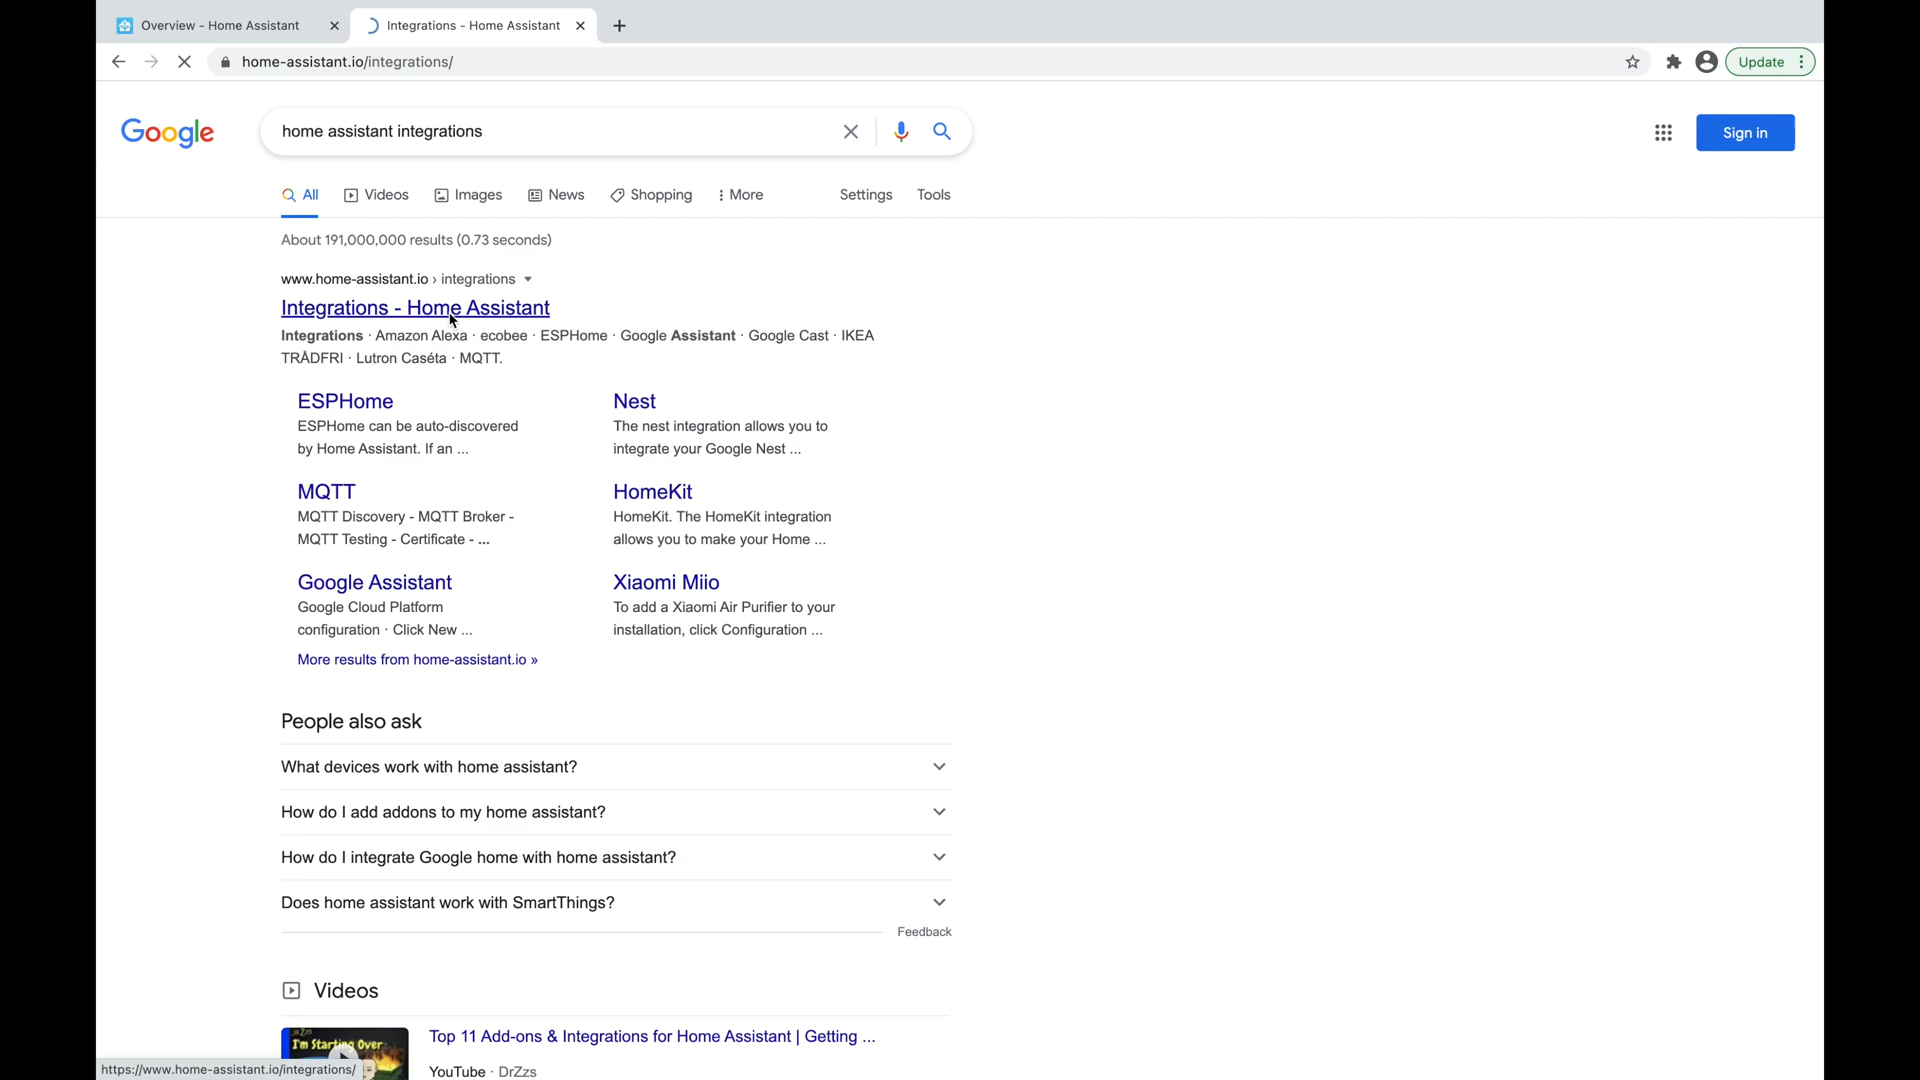 Overview - Home Assistant
Integrations - Home Assistant
home-assistant.io/integrations/
Update
Google
home assistant integrations
Sign in
All
Videos
Images
News
Shopping
More
Settings
Tools
About 191,000,000 results (0.73 seconds)
www.home-assistant.io › integrations
Integrations - Home Assistant
Integrations · Amazon Alexa · ecobee · ESPHome · Google Assistant · Google Cast · IKEA
TRÅDFRI · Lutron Caséta · MQTT.
ESPHome
ESPHome can be auto-discovered
by Home Assistant. If an ...
Nest
The nest integration allows you to
integrate your Google Nest ...
MQTT
MQTT Discovery - MQTT Broker -
MQTT Testing - Certificate - ...
HomeKit
HomeKit. The HomeKit integration
allows you to make your Home ...
Google Assistant
Google Cloud Platform
configuration · Click New ...
Xiaomi Miio
To add a Xiaomi Air Purifier to your
installation, click Configuration ...
More results from home-assistant.io »
People also ask
What devices work with home assistant?
How do I add addons to my home assistant?
How do I integrate Google home with home assistant?
Does home assistant work with SmartThings?
Feedback
Videos
DrZzs
I'm Starting Over
Top 11 Add-ons & Integrations for Home Assistant | Getting ...
YouTube · DrZzs
https://www.home-assistant.io/integrations/